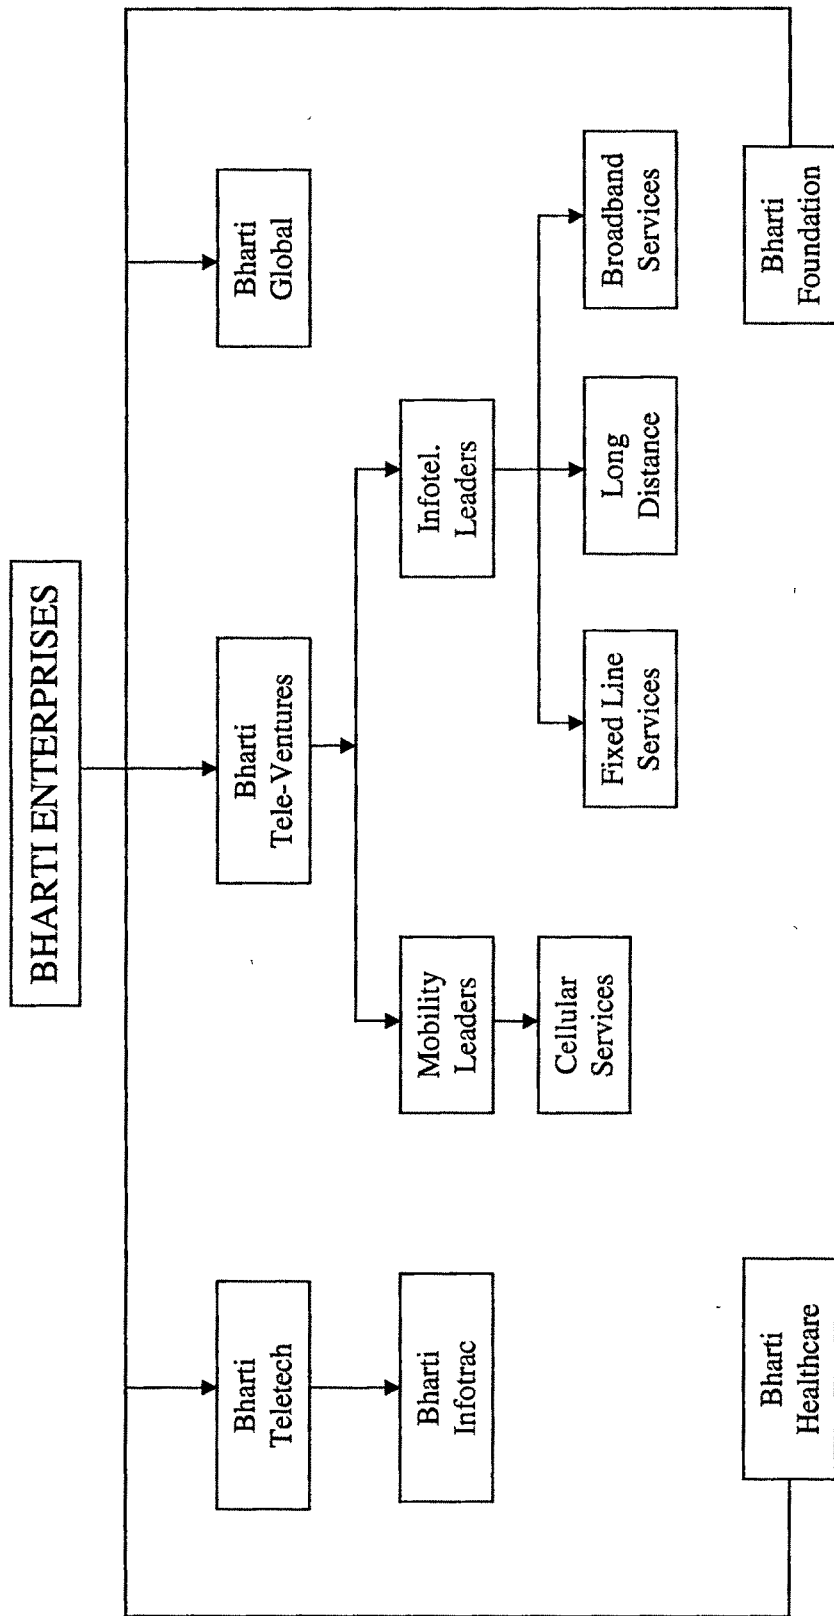 BHARTI ENTERPRISES
Bharti
Teletech
Bharti
Tele-Ventures
Bharti
Global
Bharti
Infotrac
Mobility
Leaders
Infotel.
Leaders
Cellular
Services
Fixed Line
Services
Long
Distance
Broadband
Services
Bharti
Healthcare
Bharti
Foundation